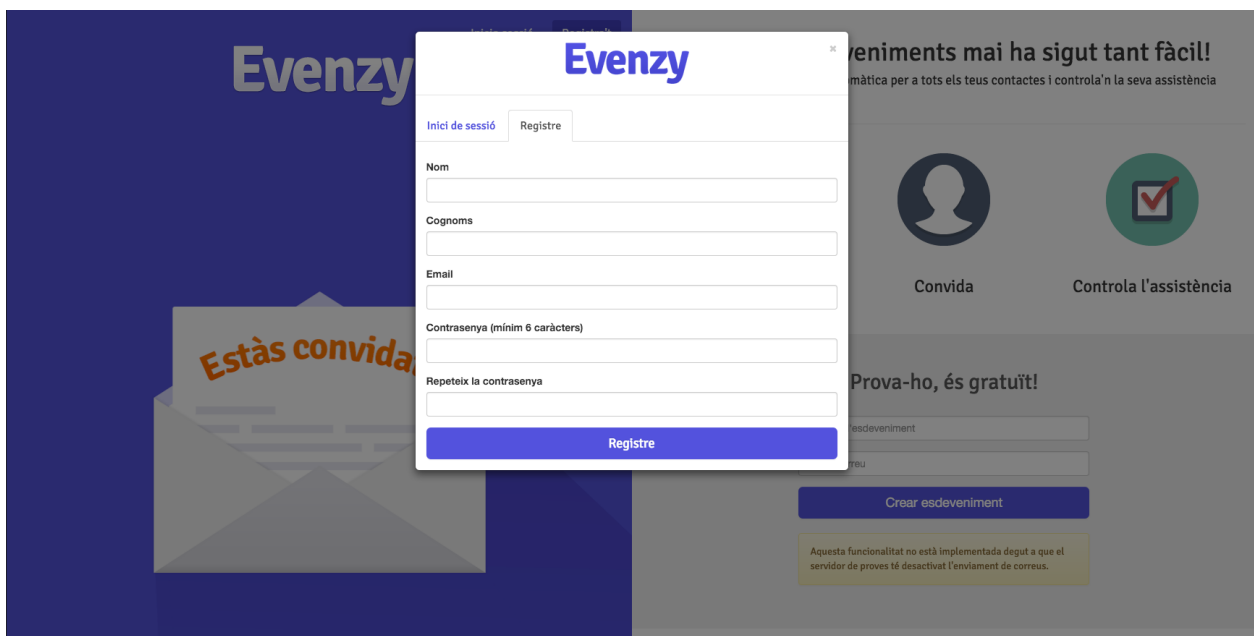 Evenzy
Estàs
Evenzy
×
Inici de sessió
Registre
Nom
Cognoms
Email
Contrasenya (mínim 6 caràcters)
Repeteix la contrasenya
Registre
mai ha sigut tant fàcil!
per a tots els teus contactes i controla'n la seva assistència
Convida
Controla l'assistència
Prova-ho, és gratuït!
esdeveniment
Crear esdeveniment
Aquesta funcionalitat no està implementada degut a que el
servidor de proves té desactivat l'enviament de correus.